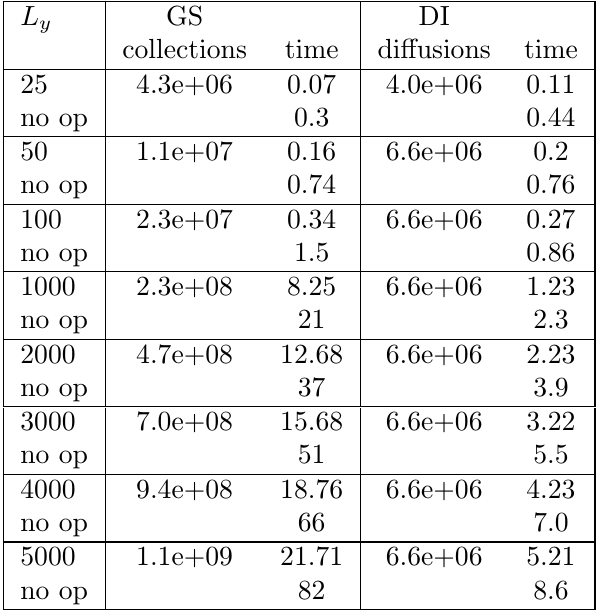 L_y GS DI
collections time diffusions time
25 4.3e+06 0.07 4.0e+06 0.11
no op 0.3 0.44
50 1.1e+07 0.16 6.6e+06 0.2
no op 0.74 0.76
100 2.3e+07 0.34 6.6e+06 0.27
no op 1.5 0.86
1000 2.3e+08 8.25 6.6e+06 1.23
no op 21 2.3
2000 4.7e+08 12.68 6.6e+06 2.23
no op 37 3.9
3000 7.0e+08 15.68 6.6e+06 3.22
no op 51 5.5
4000 9.4e+08 18.76 6.6e+06 4.23
no op 66 7.0
5000 1.1e+09 21.71 6.6e+06 5.21
no op 82 8.6